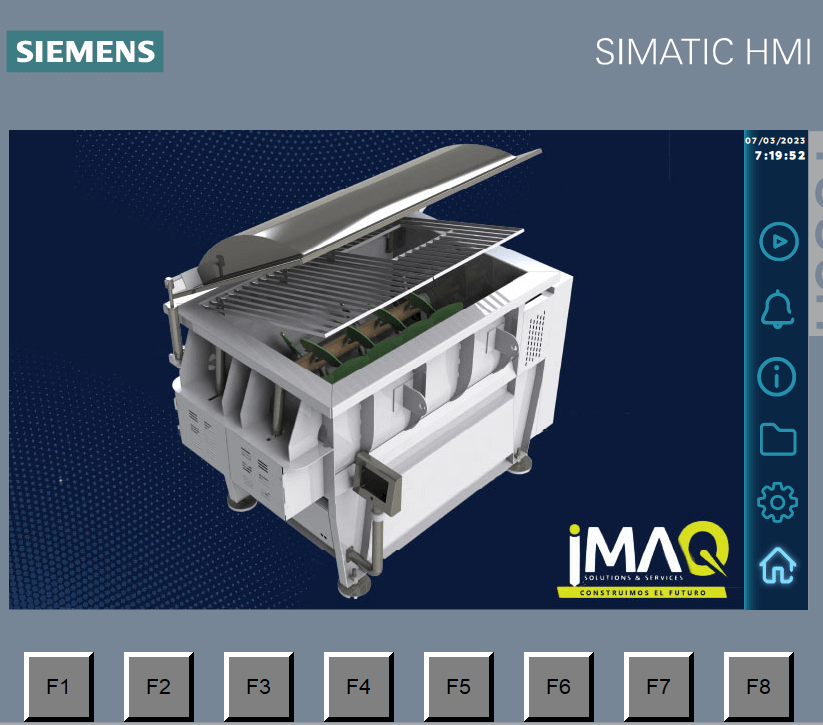 SIEMENS
SIMATIC HMI
07/03/2023
7:19:52
iMAQ
SOLUTIONS & SERVICES
CONSTRUIMOS EL FUTURO
F1 F2 F3 F4 F5 F6 F7 F8